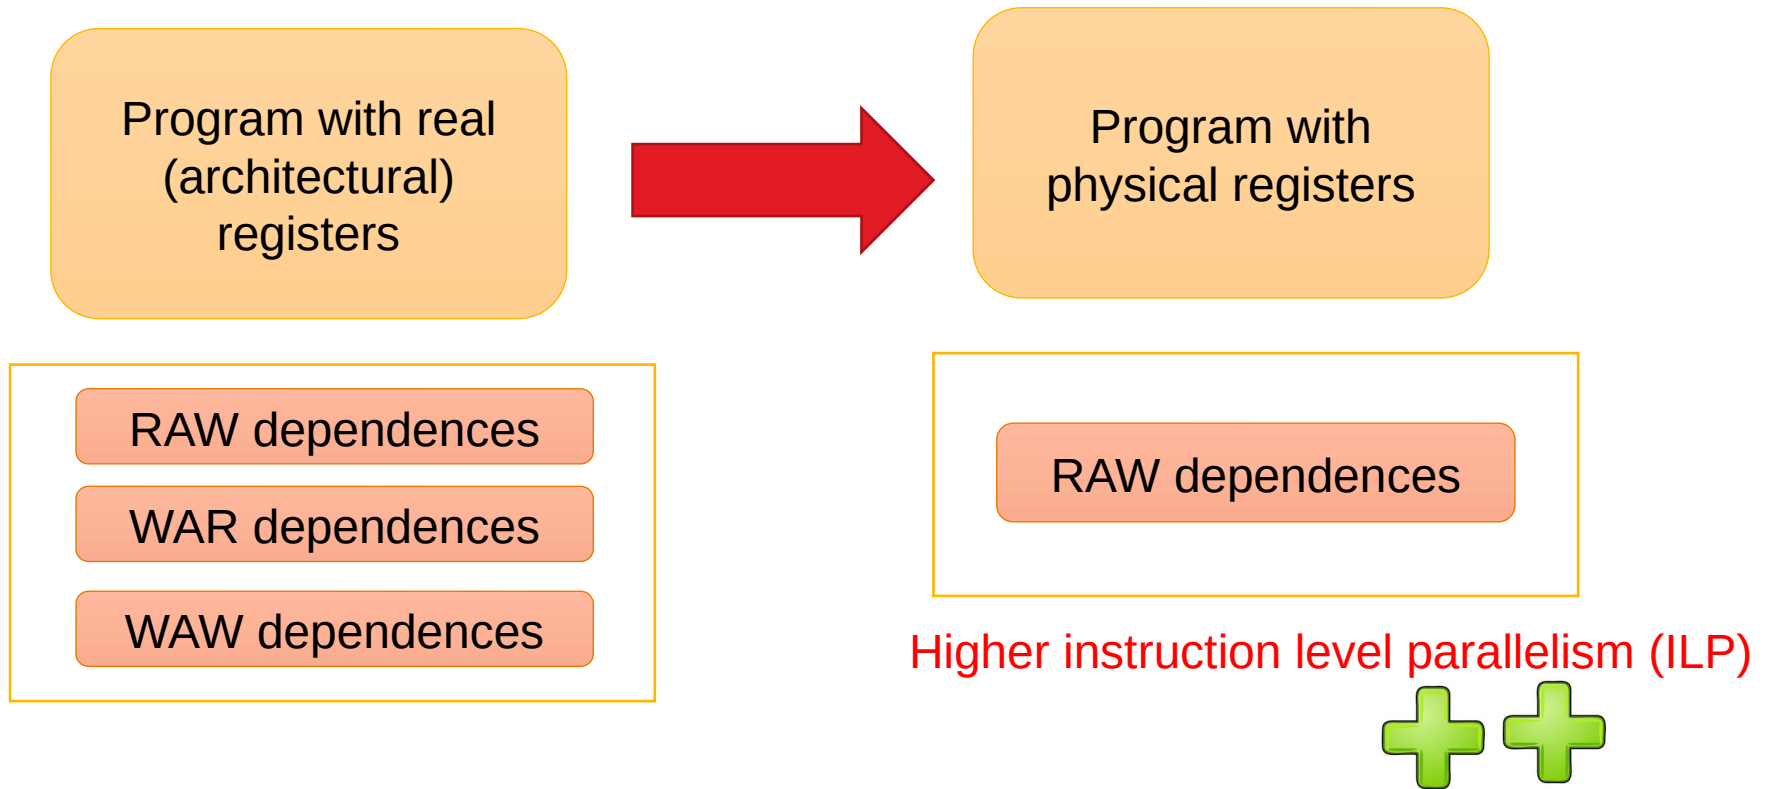 Program with real
(architectural)
registers
Program with
physical registers
RAW dependences
WAR dependences
WAW dependences
RAW dependences
Higher instruction level parallelism (ILP)